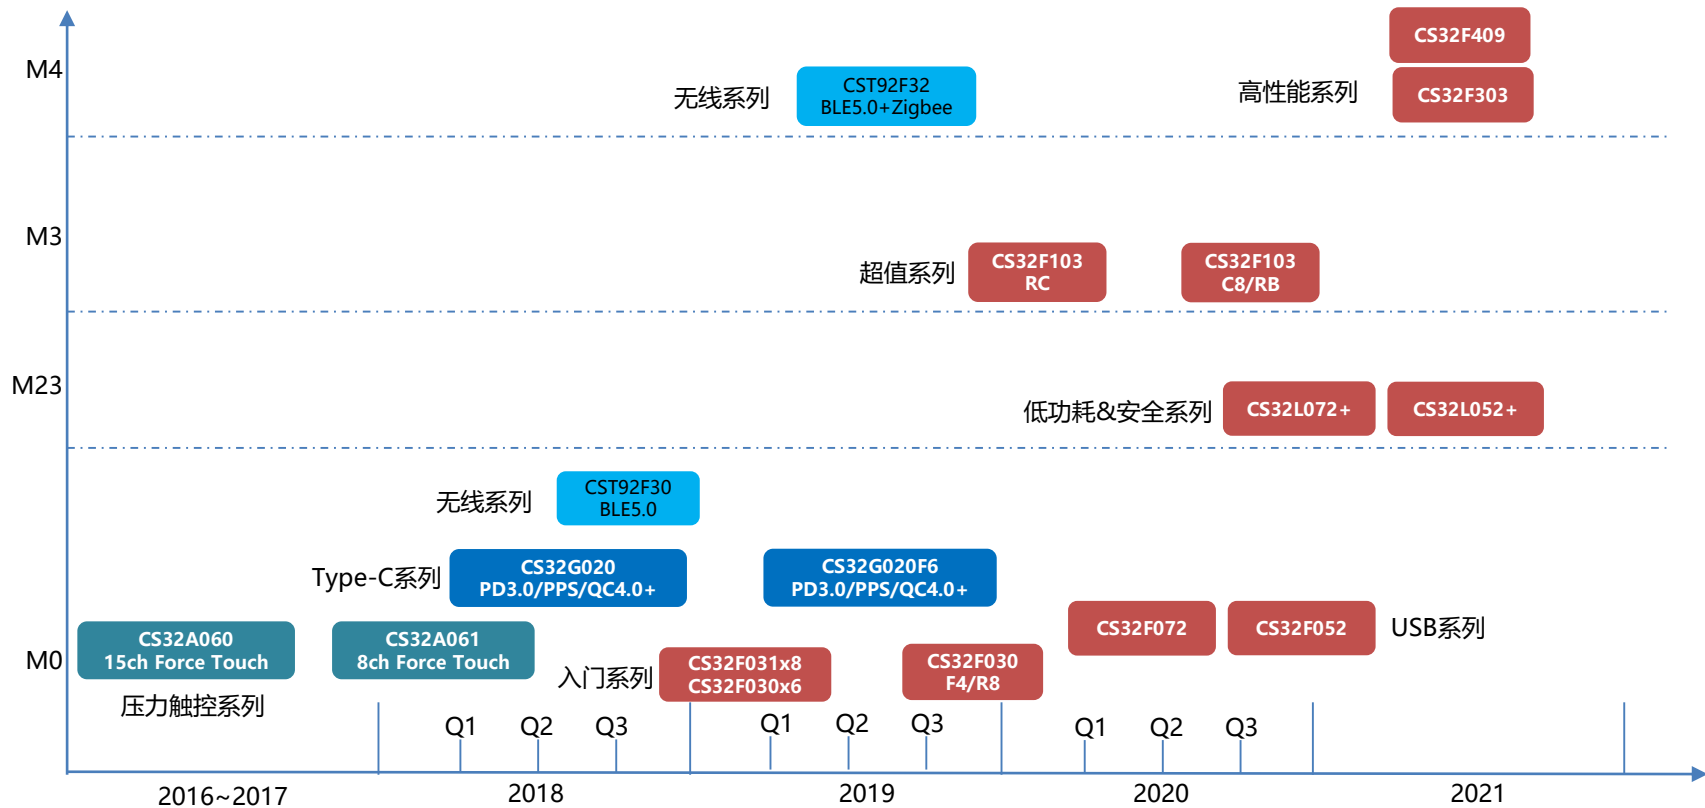 CS32F409
M4
无线系列
CST92F32
BLE5.0+Zigbee
高性能系列
CS32F303
M3
超值系列
CS32F103
RC
CS32F103
C8/RB
M23
低功耗&安全系列
CS32L072+
CS32L052+
无线系列
CST92F30
BLE5.0
Type-C系列
CS32G020
PD3.0/PPS/QC4.0+
CS32G020F6
PD3.0/PPS/QC4.0+
CS32F072
CS32F052
USB系列
M0
CS32A060
15ch Force Touch
CS32A061
8ch Force Touch
入门系列
CS32F031x8
CS32F030x6
CS32F030
F4/R8
压力触控系列
Q1
Q2
Q3
Q1
Q2
Q3
Q1
Q2
Q3
2016~2017
2018
2019
2020
2021